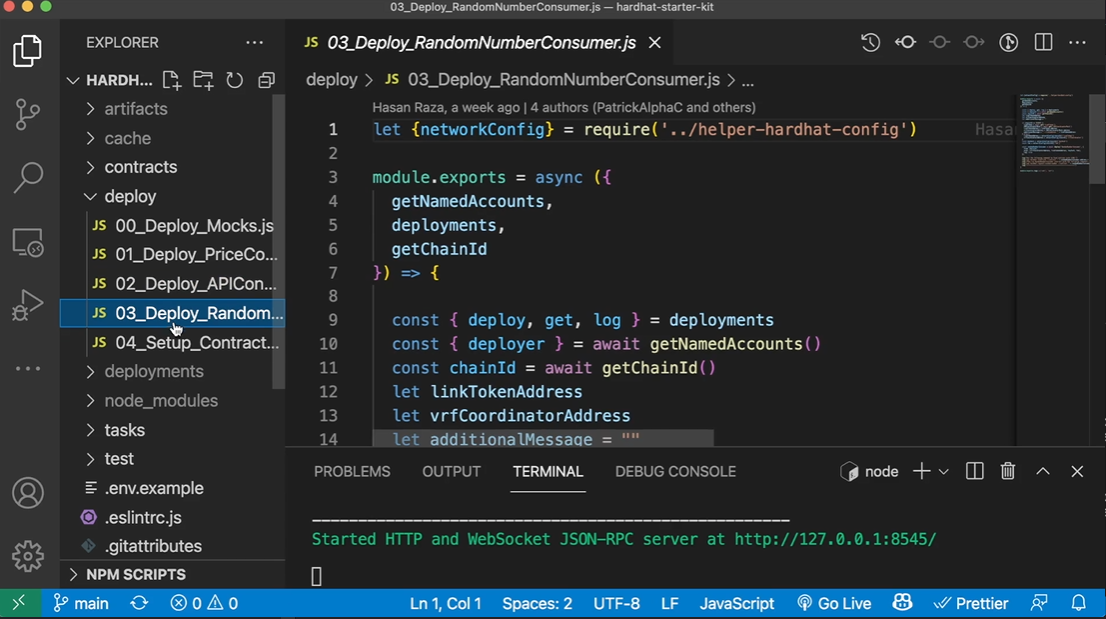 03_Deploy_RandomNumberConsumer.js — hardhat-starter-kit
EXPLORER
HARDH...
artifacts
cache
contracts
deploy
JS 00_Deploy_Mocks.js
JS 01_Deploy_PriceCo...
JS 02_Deploy_APICon...
JS 03_Deploy_Random...
JS 04_Setup_Contract...
deployments
node_modules
tasks
test
.env.example
.eslintrc.js
.gitattributes
NPM SCRIPTS
JS 03_Deploy_RandomNumberConsumer.js
deploy > JS 03_Deploy_RandomNumberConsumer.js > ...
Hasan Raza, a week ago | 4 authors (PatrickAlphaC and others)
1 let {networkConfig} = require('../helper-hardhat-config') Hasa
2
3 module.exports = async ({
4 getNamedAccounts,
5 deployments,
6 getChainId
7 }) => {
8
9 const { deploy, get, log } = deployments
10 const { deployer } = await getNamedAccounts()
11 const chainId = await getChainId()
12 let linkTokenAddress
13 let vrfCoordinatorAddress
14 let additionalMessage = ""
PROBLEMS OUTPUT TERMINAL DEBUG CONSOLE node
Started HTTP and WebSocket JSON-RPC server at http://127.0.0.1:8545/
main 0 0 Ln 1, Col 1 Spaces: 2 UTF-8 LF JavaScript Go Live Prettier